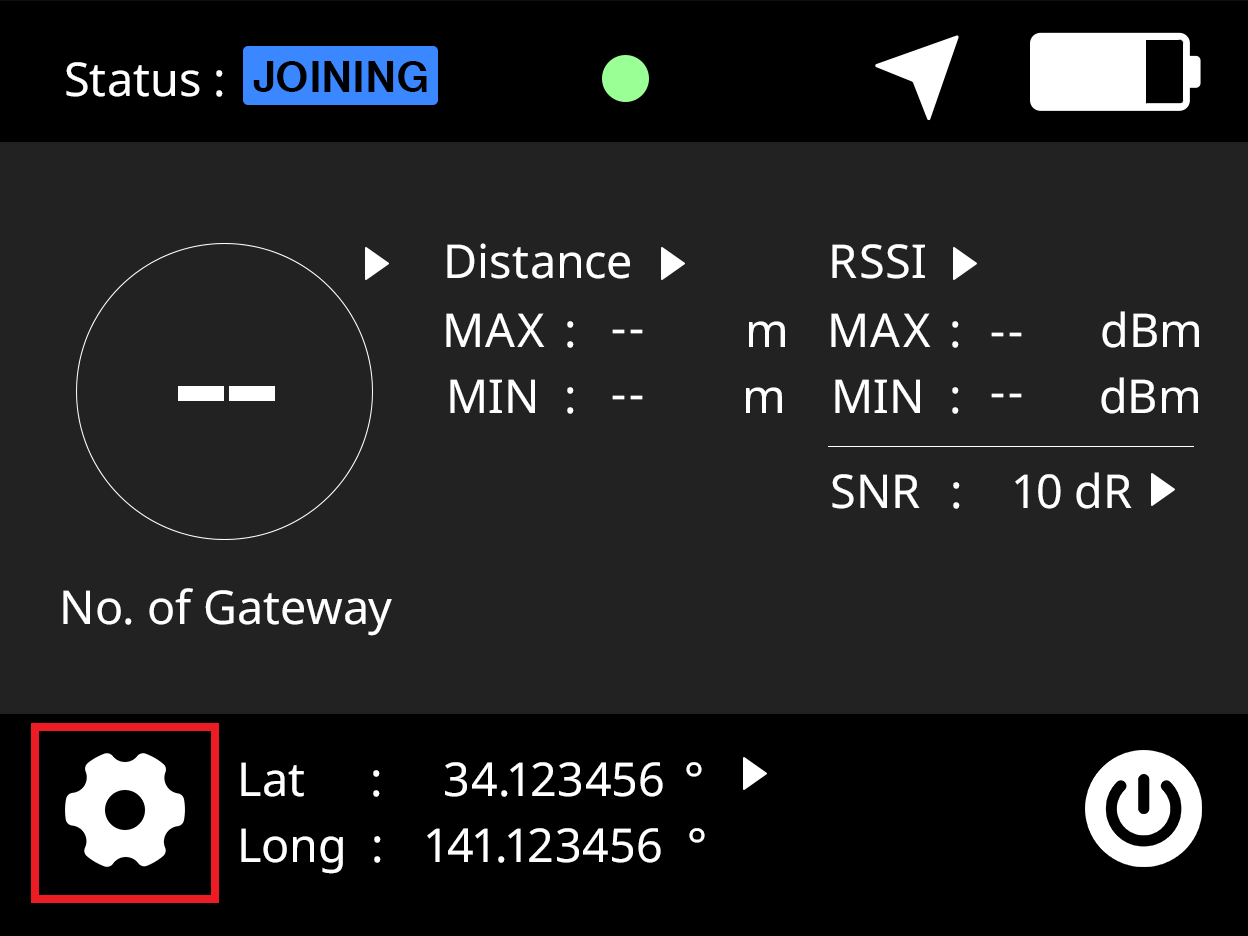 Status : JOINING
Distance
MAX : -- m
MIN : -- m
RSSI
MAX : -- dBm
MIN : -- dBm
SNR : 10 dR
--
No. of Gateway
Lat : 34.123456 °
Long : 141.123456 °